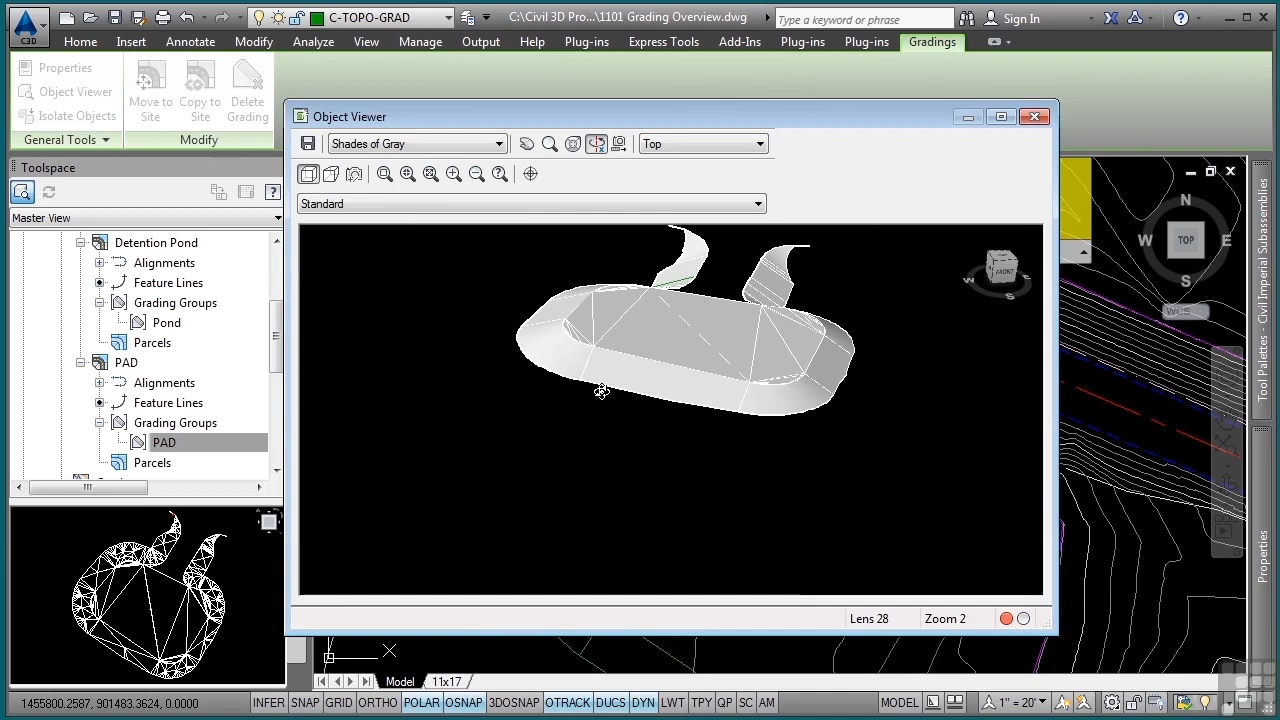 C-TOPO-GRAD
C:\Civil 3D Pro...\1101 Grading Overview.dwg
Type a keyword or phrase
Sign In
C3D
Home Insert Annotate Modify Analyze View Manage Output Help Plug-ins Express Tools Add-Ins Plug-ins Plug-ins Gradings
Properties
Object Viewer
Isolate Objects
Move to Site
Copy to Site
Delete Grading
General Tools
Modify
Object Viewer
Shades of Gray
Top
Standard
Toolspace
Master View
Detention Pond
Alignments
Feature Lines
Grading Groups
Pond
Parcels
PAD
Alignments
Feature Lines
Grading Groups
PAD
Parcels
FRONT
W
E
S
N
W
TOP
E
S
WCS
Tool Palettes - Civil Imperial Subassemblies
Properties
Lens 28
Zoom 2
Model
11x17
1455800.2587, 901483.3624, 0.0000
INFER SNAP GRID ORTHO POLAR OSNAP 3DOSNAP OTRACK DUCS DYN LWT TPY QP SC AM
MODEL
1" = 20'